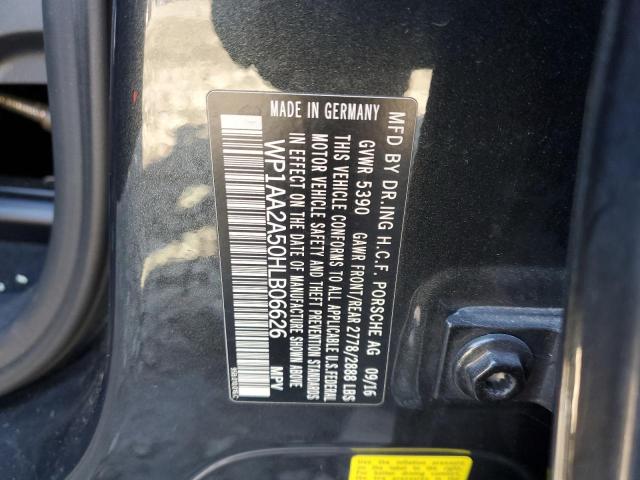 MADE IN GERMANY
MFD BY DR.ING H.C.F. PORSCHE AG 09/16
GVWR 5390 GAWR FRONT/REAR 2778/2888 LBS
THIS VEHICLE CONFORMS TO ALL APPLICABLE U.S.FEDERAL
MOTOR VEHICLE SAFETY AND THEFT PREVENTION STANDARDS
IN EFFECT ON THE DATE OF MANUFACTURE SHOWN ABOVE
WP1AA2A50HLB06626 MPV